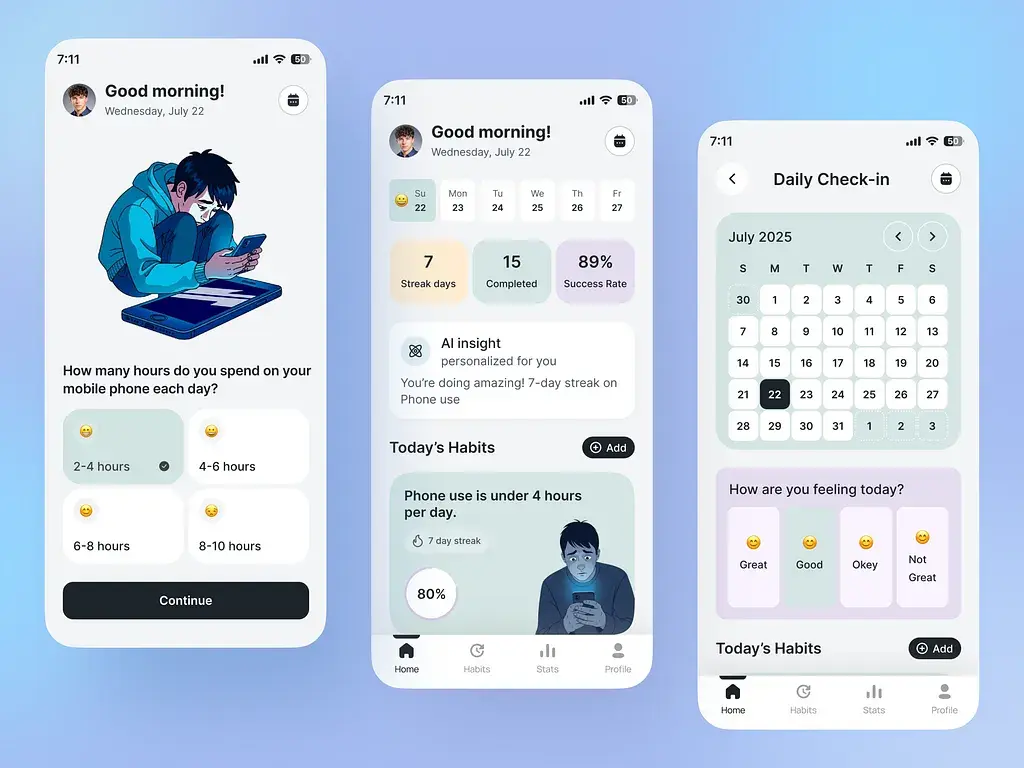 7:11
50
Good morning!
Wednesday, July 22
How many hours do you spend on your
mobile phone each day?
2-4 hours
4-6 hours
6-8 hours
8-10 hours
Continue
7:11
50
Good morning!
Wednesday, July 22
Su Mon Tu We Th Fr
22 23 24 25 26 27
7 15 89%
Streak days Completed Success Rate
AI insight
personalized for you
You're doing amazing! 7-day streak on
Phone use
Today's Habits
Add
Phone use is under 4 hours
per day.
7 day streak
80%
Home Habits Stats Profile
7:11
50
Daily Check-in
July 2025
S M T W T F S
30 1 2 3 4 5 6
7 8 9 10 11 12 13
14 15 16 17 18 19 20
21 22 23 24 25 26 27
28 29 30 31 1 2 3
How are you feeling today?
Great
Good
Okey
Not
Great
Today's Habits
Add
Home Habits Stats Profile